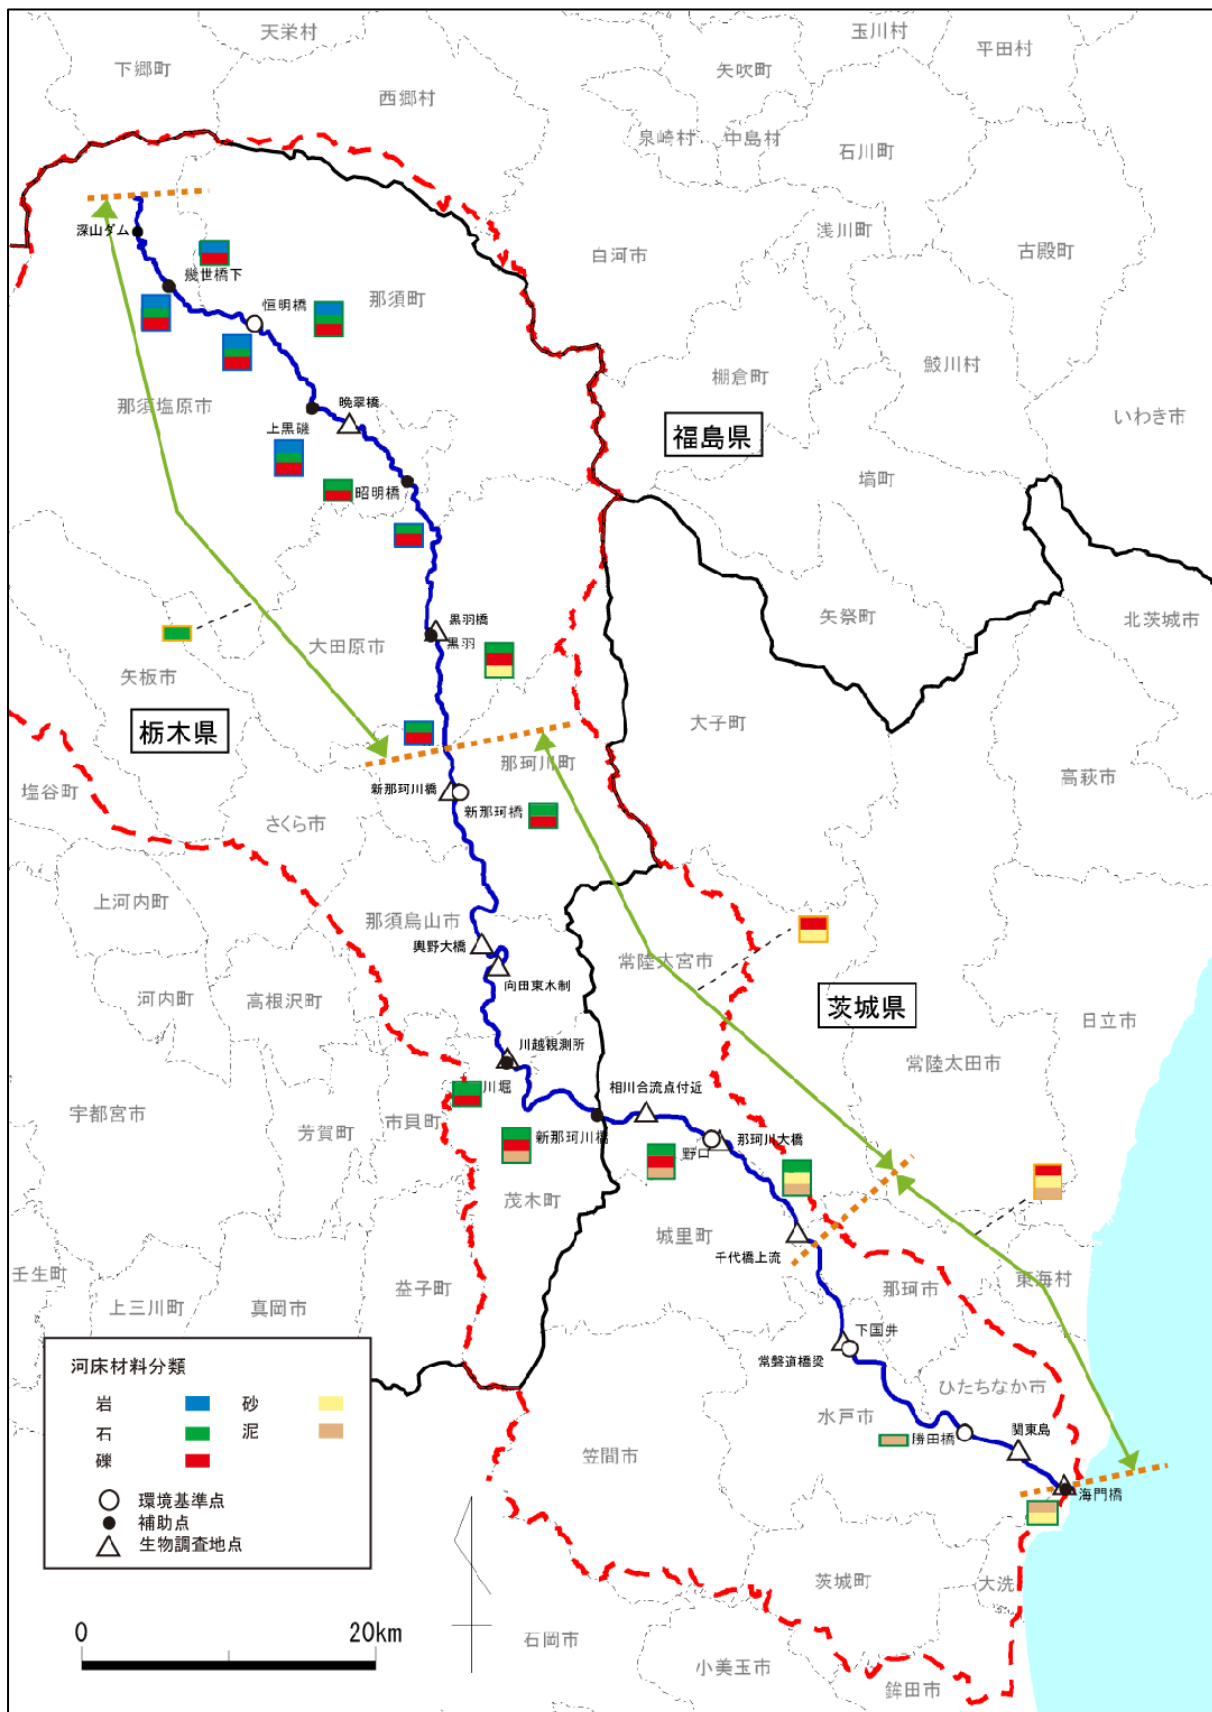 天栄村
玉川村
下郷町
矢吹町
平田村
西郷村
泉崎村
中島村
石川町
深山ダム
浅川町
白河市
古殿町
幾世橋下
恒明橋
那須町
棚倉町
鮫川村
那須塩原市
晩翠橋
いわき市
上黒磯
福島県
昭明橋
塙町
黒羽橋
矢祭町
北茨城市
大田原市
黒羽
矢板市
大子町
栃木県
那珂川町
高萩市
塩谷町
新那珂川橋
新那珂橋
さくら市
上河内町
那須烏山市
興野大橋
常陸大宮市
河内町
高根沢町
向田東木制
茨城県
日立市
川越観測所
常陸太田市
川堀
相川合流点付近
宇都宮市
芳賀町
市貝町
新那珂川橋
野口
那珂川大橋
茂木町
城里町
千代橋上流
壬生町
上三川町
真岡市
益子町
那珂市
東海村
下国井
常磐道橋梁
ひたちなか市
水戸市
勝田橋
関東島
笠間市
海門橋
河床材料分類
岩
砂
石
泥
礫
環境基準点
補助点
生物調査地点
茨城町
大洗
0
20km
石岡市
小美玉市
鉾田市